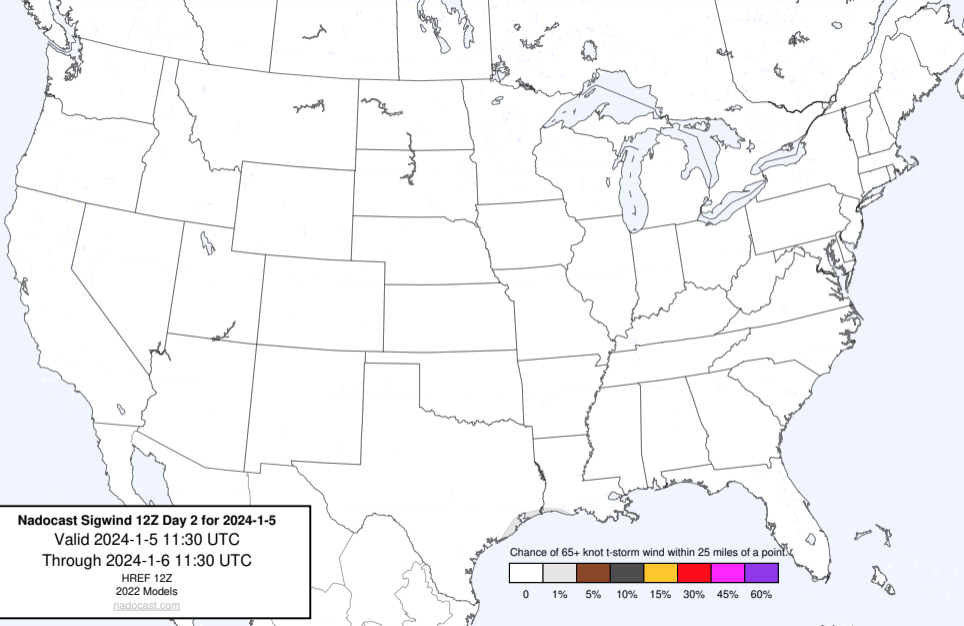 Nadocast Sigwind 12Z Day 2 for 2024-1-5
Valid 2024-1-5 11:30 UTC
Through 2024-1-6 11:30 UTC
HREF 12Z
2022 Models
nadocast.com
Chance of 65+ knot t-storm wind within 25 miles of a point.
0 1% 5% 10% 15% 30% 45% 60%